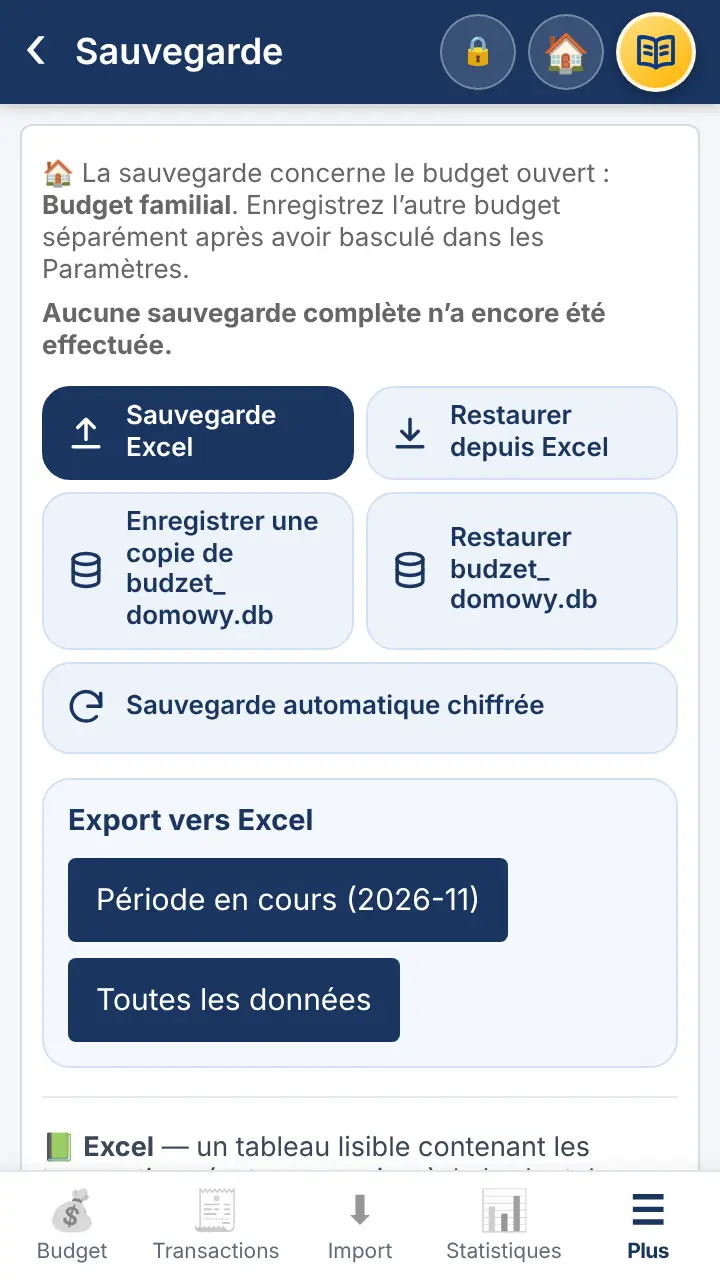 Sauvegarde
🏠 La sauvegarde concerne le budget ouvert :
Budget familial. Enregistrez l’autre budget
séparément après avoir basculé dans les
Paramètres.
Aucune sauvegarde complète n’a encore été
effectuée.
Sauvegarde
Excel
Restaurer
depuis Excel
Enregistrer une
copie de
budzet_
domowy.db
Restaurer
budzet_
domowy.db
Sauvegarde automatique chiffrée
Export vers Excel
Période en cours (2026-11)
Toutes les données
📗 Excel — un tableau lisible contenant les
Budget
Transactions
Import
Statistiques
Plus